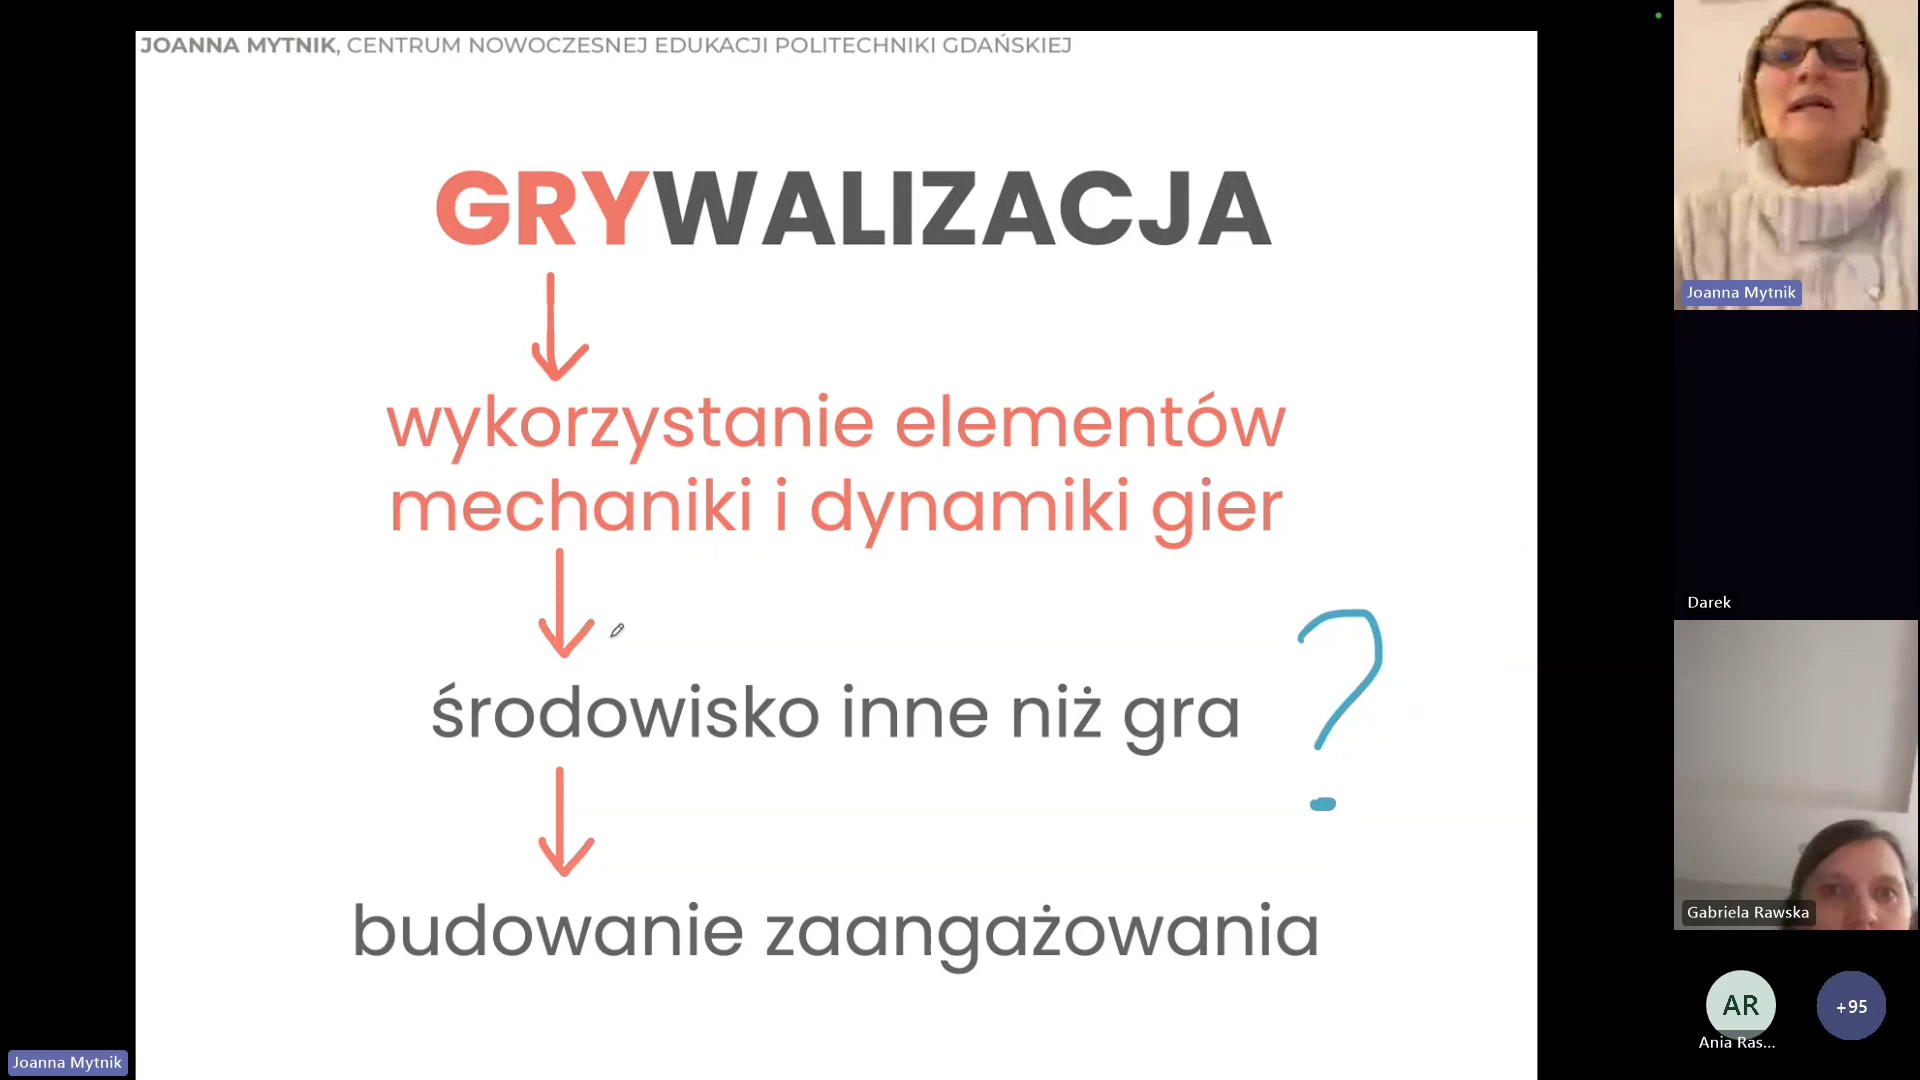 JOANNA MYTNIK, CENTRUM NOWOCZESNEJ EDUKACJI POLITECHNIKI GDAŃSKIEJ
GRYWALIZACJA
wykorzystanie elementów
mechaniki i dynamiki gier
środowisko inne niż gra
?
budowanie zaangażowania
Joanna Mytnik
Joanna Mytnik
Darek
Gabriela Rawska
AR
+95
Ania Ras...